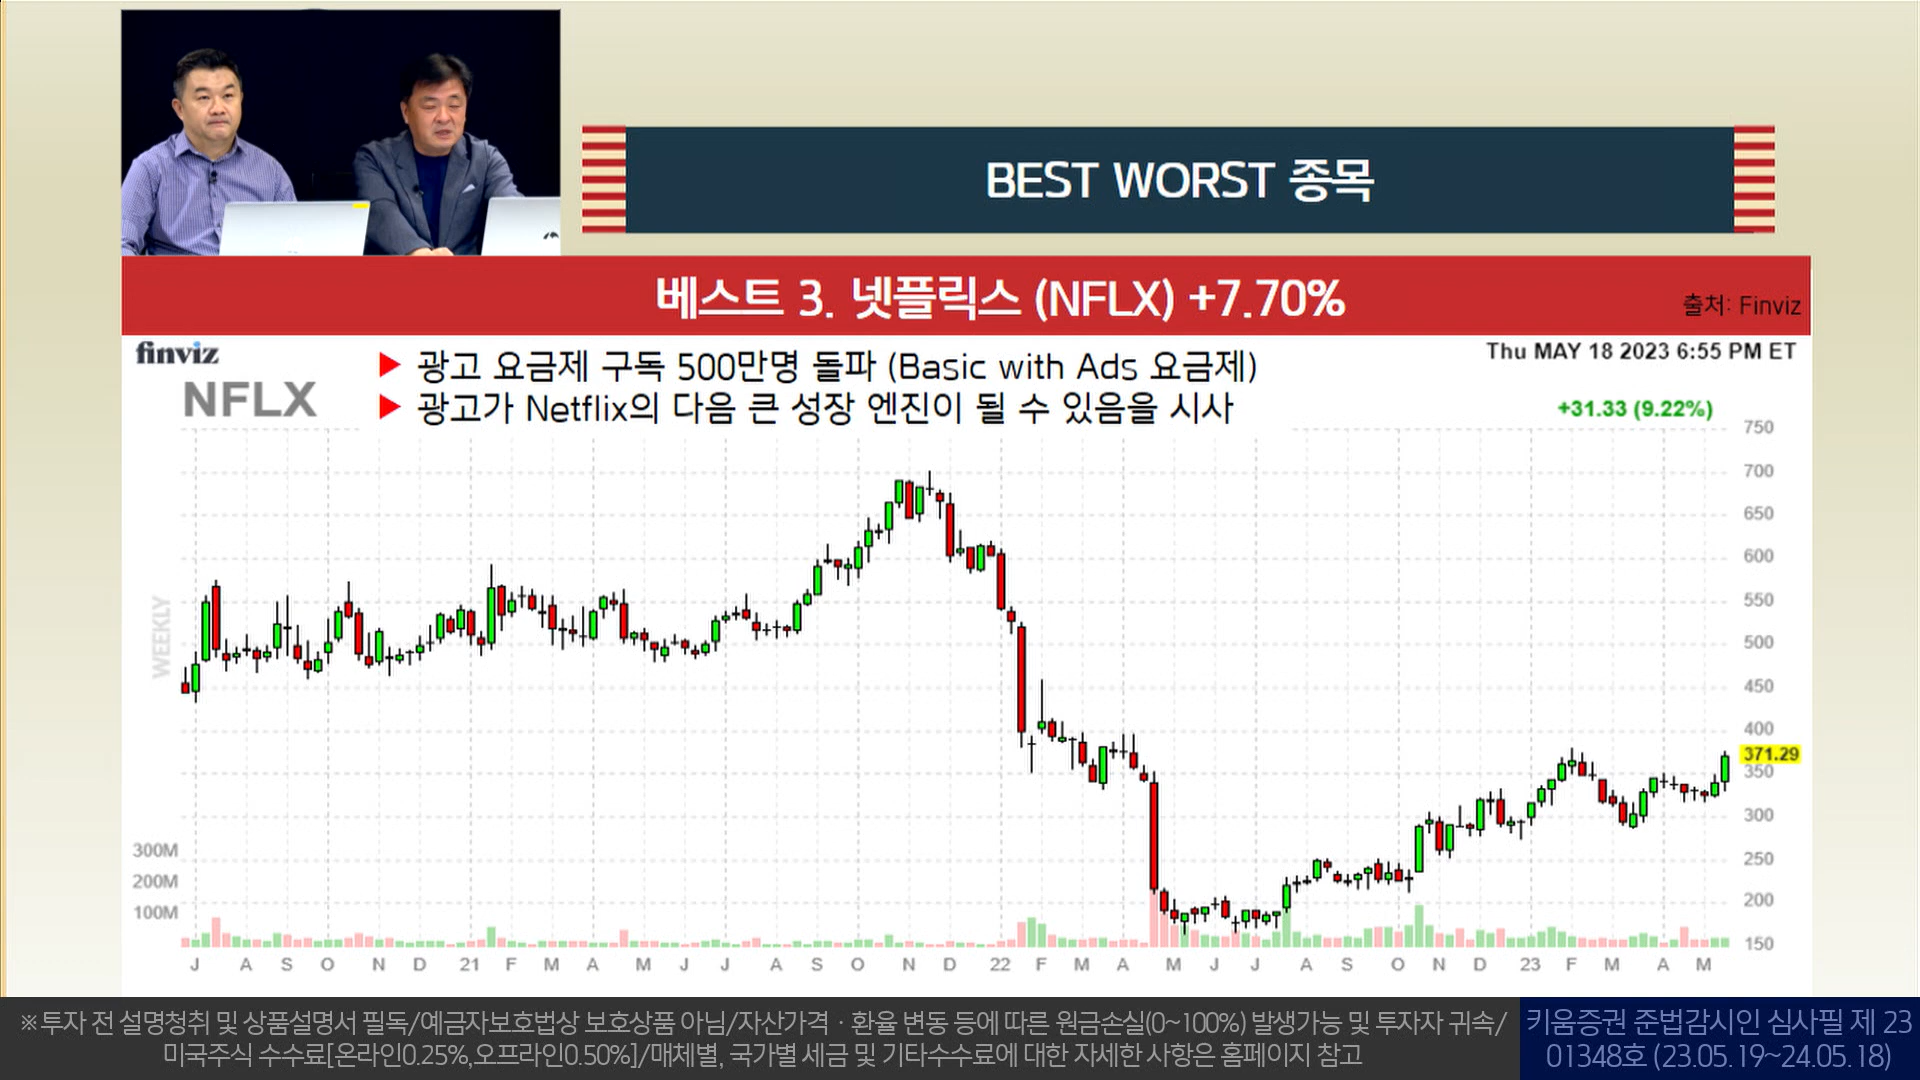 BEST WORST 종목
베스트 3. 넷플릭스 (NFLX) +7.70%
출처: Finviz
finviz
Thu MAY 18 2023 6:55 PM ET
NFLX
▶ 광고 요금제 구독 500만명 돌파 (Basic with Ads 요금제)
▶ 광고가 Netflix의 다음 큰 성장 엔진이 될 수 있음을 시사
+31.33 (9.22%)
750
700
650
600
550
500
450
400
371.29
350
300
250
200
150
WEEKLY
300M
200M
100M
J A S O N D 21 F M A M J J A S O N D 22 F M A M J J A S O N D 23 F M A M
※투자 전 설명청취 및 상품설명서 필독/예금자보호법상 보호상품 아님/자산가격 · 환율 변동 등에 따른 원금손실(0~100%) 발생가능 및 투자자 귀속/
미국주식 수수료[온라인0.25%,오프라인0.50%]/매체별, 국가별 세금 및 기타수수료에 대한 자세한 사항은 홈페이지 참고
키움증권 준법감시인 심사필 제 23
01348호 (23.05.19~24.05.18)